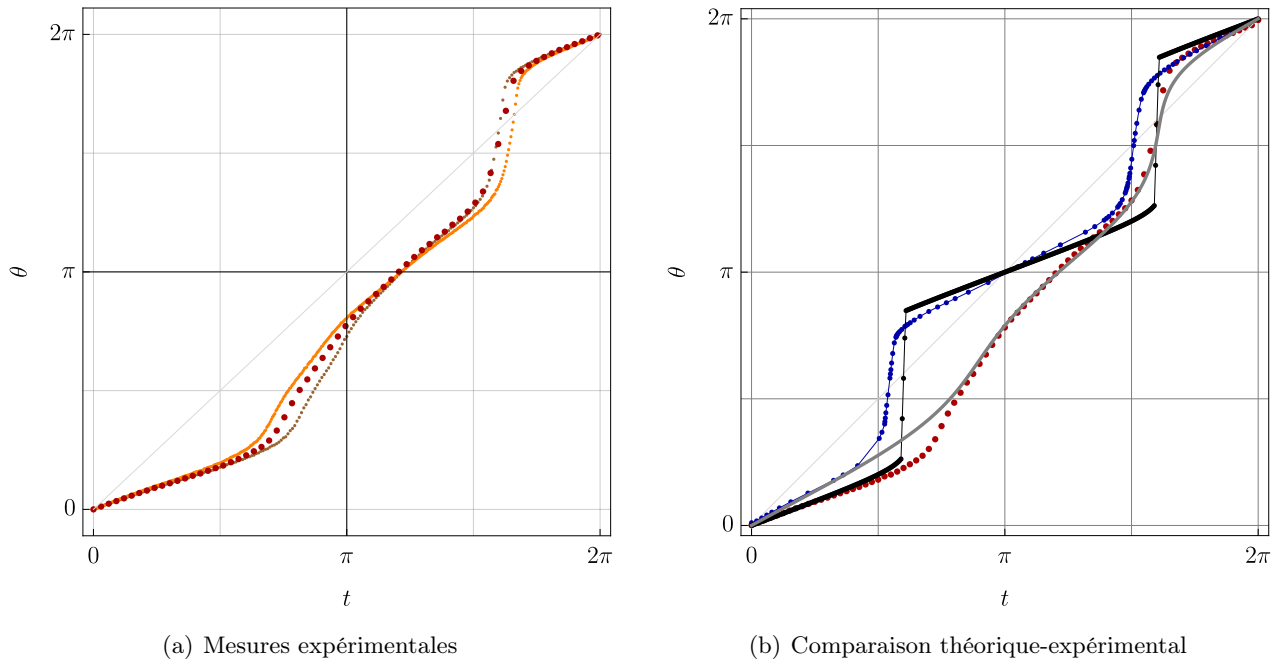 2π
θ
π
0
0
π
2π
t
(a) Mesures expérimentales
2π
θ
π
0
0
π
2π
t
(b) Comparaison théorique-expérimental